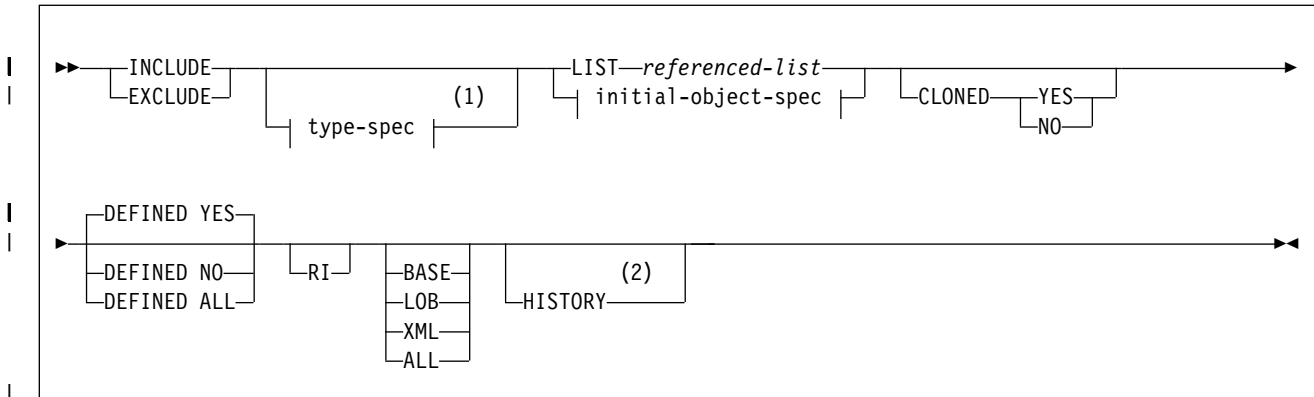 INCLUDE LIST referenced-list
EXCLUDE (1) initial-object-spec CLONED YES
type-spec NO
DEFINED YES
DEFINED NO RI BASE (2)
DEFINED ALL LOB HISTORY
XML
ALL